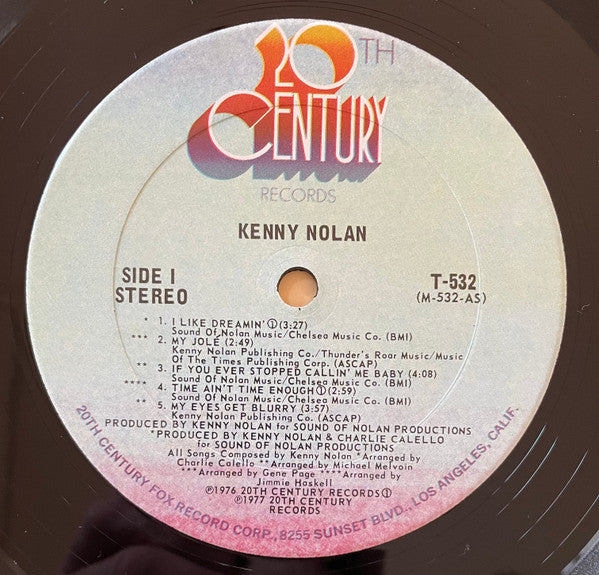 20TH
CENTURY
RECORDS
KENNY NOLAN
SIDE 1
STEREO
T-532
(M-532-AS)
* 1. I LIKE DREAMIN' ① (3:27)
Sound Of Nolan Music/Chelsea Music Co. (BMI)
*** 2. MY JOLÉ (2:49)
Kenny Nolan Publishing Co./Thunder's Roar Music/Music
Of The Times Publishing Corp. (ASCAP)
** 3. IF YOU EVER STOPPED CALLIN' ME BABY (4:08)
Sound Of Nolan Music/Chelsea Music Co. (BMI)
**** 4. TIME AIN'T TIME ENOUGH ① (2:59)
Sound Of Nolan Music/Chelsea Music Co. (BMI)
** 5. MY EYES GET BLURRY (3:57)
Kenny Nolan Publishing Co. (ASCAP)
PRODUCED BY KENNY NOLAN for SOUND OF NOLAN PRODUCTIONS
*PRODUCED BY KENNY NOLAN & CHARLIE CALELLO
for SOUND OF NOLAN PRODUCTIONS
All Songs Composed by Kenny Nolan *Arranged by
Charlie Calello **Arranged by Michael Melvoin
***Arranged by Gene Page ****Arranged by
Jimmie Haskell
℗1976 20TH CENTURY RECORDS ①
℗1977 20TH CENTURY
RECORDS
20TH CENTURY FOX RECORD CORP., 8255 SUNSET BLVD., LOS ANGELES, CALIF.